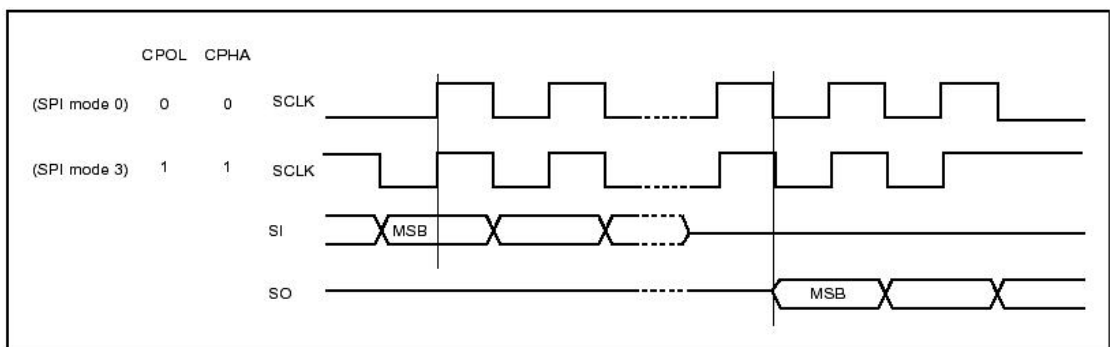 CPOL CPHA
(SPI mode 0) 0 0 SCLK
(SPI mode 3) 1 1 SCLK
SI MSB
SO MSB